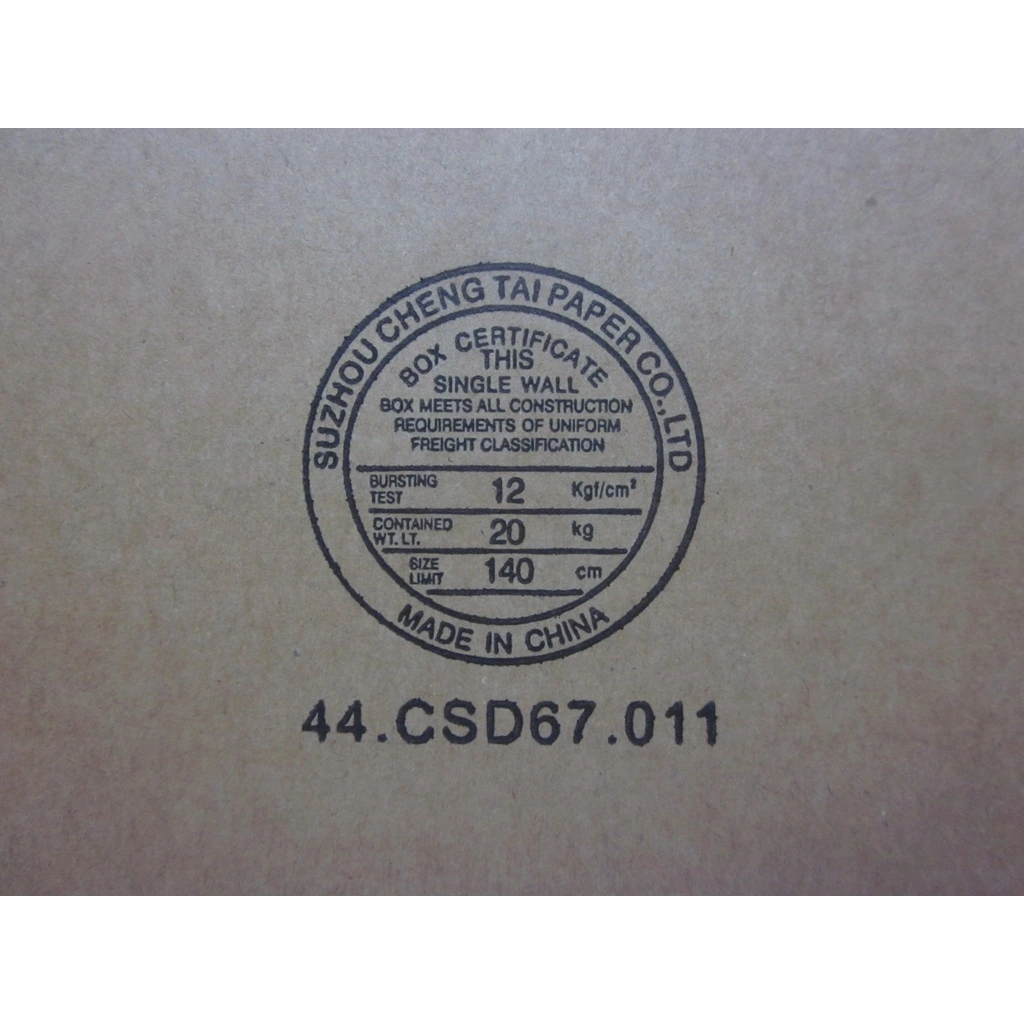 SUZHOU CHENG TAI PAPER CO.,LTD
BOX CERTIFICATE
THIS
SINGLE WALL
BOX MEETS ALL CONSTRUCTION
REQUIREMENTS OF UNIFORM
FREIGHT CLASSIFICATION
BURSTING TEST 12 Kgf/cm²
CONTAINED WT. LT. 20 kg
SIZE LIMIT 140 cm
MADE IN CHINA
44.CSD67.011